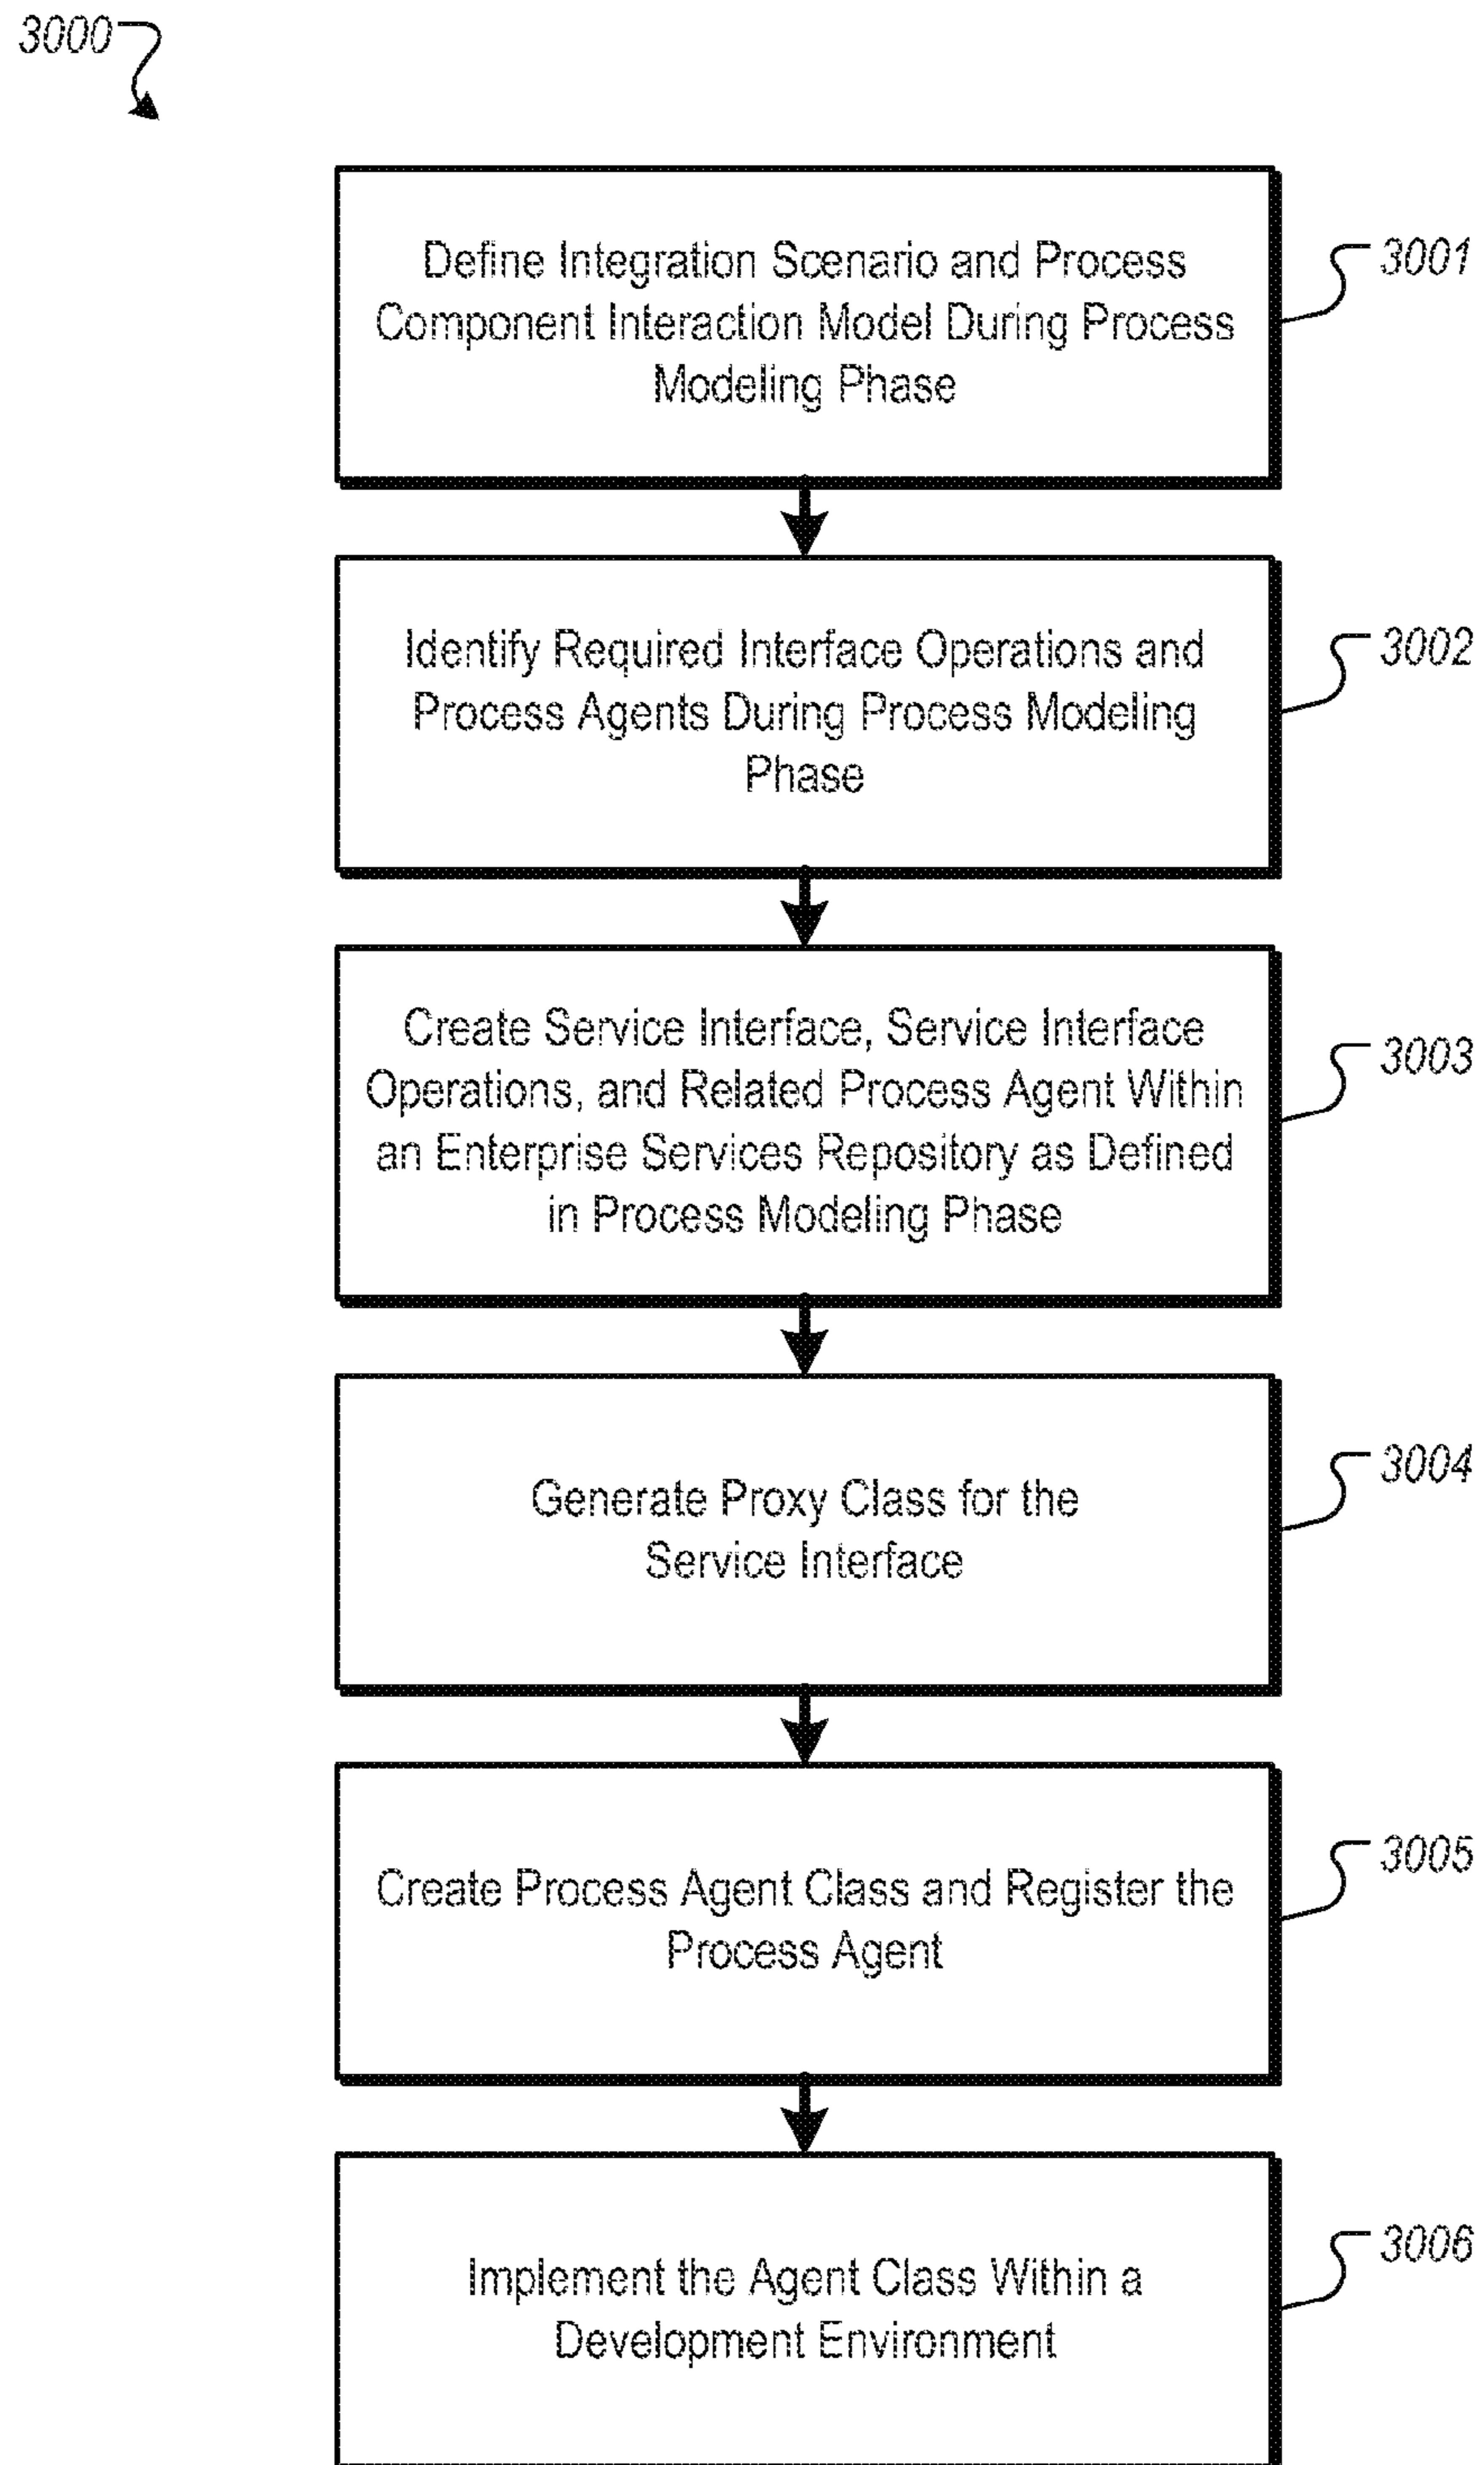 3000
Define Integration Scenario and Process
Component Interaction Model During Process
Modeling Phase
3001
Identify Required Interface Operations and
Process Agents During Process Modeling
Phase
3002
Create Service Interface, Service Interface
Operations, and Related Process Agent Within
an Enterprise Services Repository as Defined
in Process Modeling Phase
3003
Generate Proxy Class for the
Service Interface
3004
Create Process Agent Class and Register the
Process Agent
3005
Implement the Agent Class Within a
Development Environment
3006